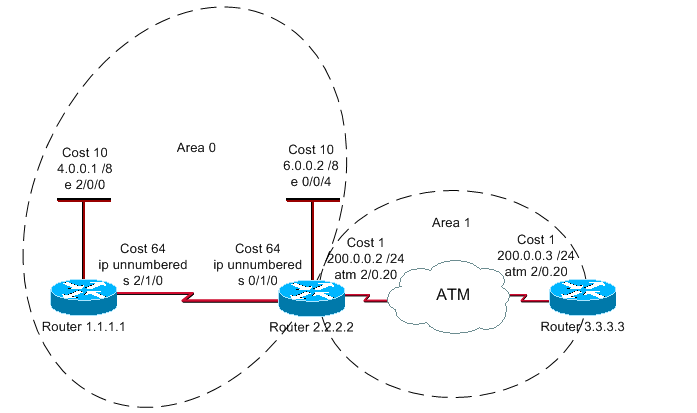 Area 0
Cost 10
4.0.0.1 /8
e 2/0/0
Cost 10
6.0.0.2 /8
e 0/0/4
Cost 64
ip unnumbered
s 2/1/0
Cost 64
ip unnumbered
s 0/1/0
Router 1.1.1.1
Router 2.2.2.2
Area 1
Cost 1
200.0.0.2 /24
atm 2/0.20
Cost 1
200.0.0.3 /24
atm 2/0.20
ATM
Router 3.3.3.3